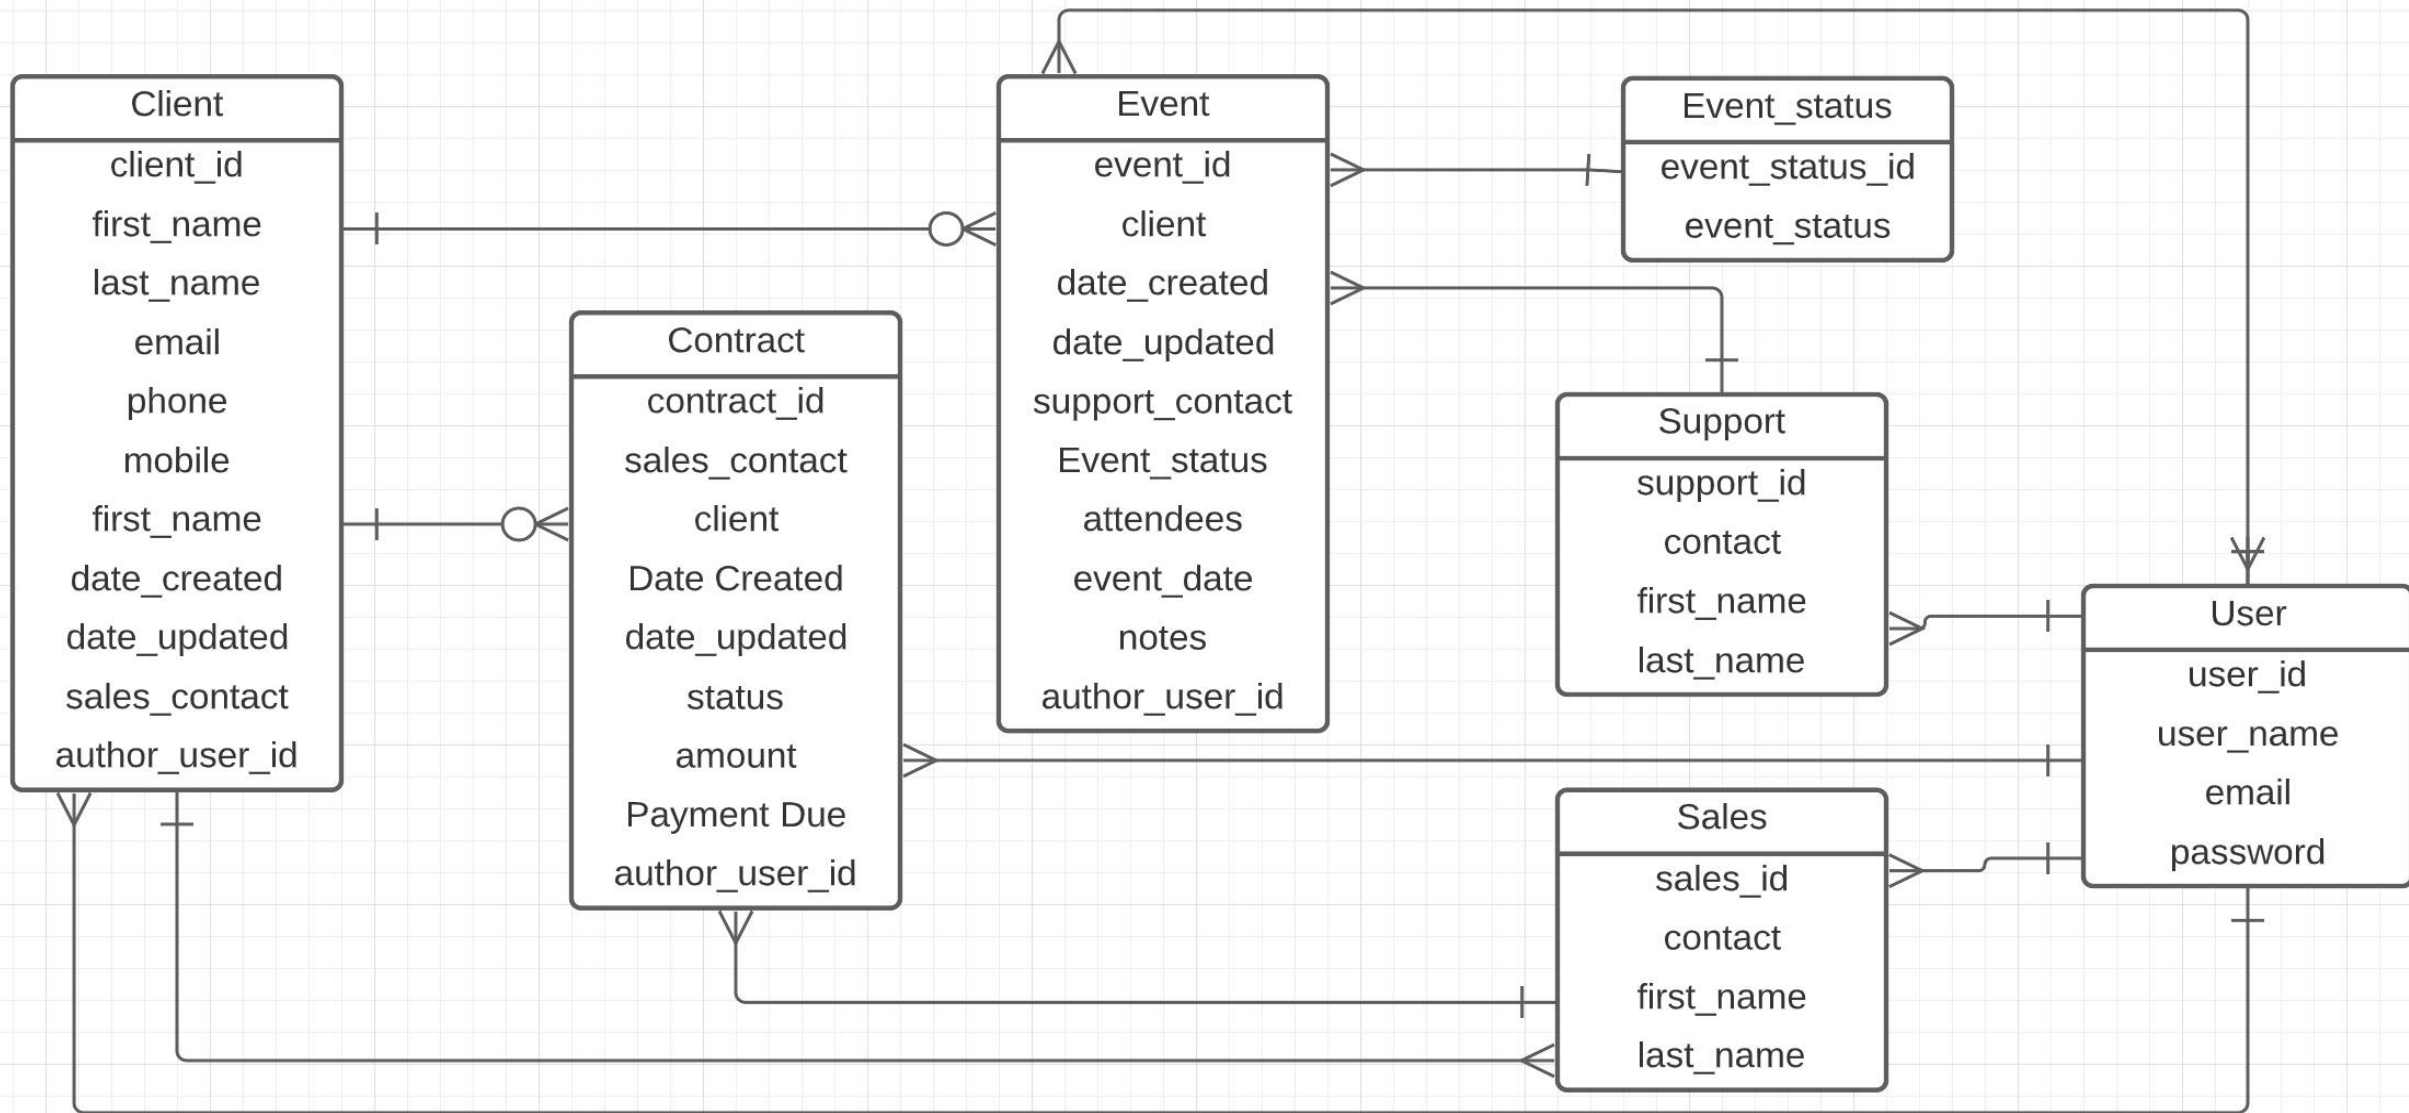 Client
client_id
first_name
last_name
email
phone
mobile
first_name
date_created
date_updated
sales_contact
author_user_id
Contract
contract_id
sales_contact
client
Date Created
date_updated
status
amount
Payment Due
author_user_id
Event
event_id
client
date_created
date_updated
support_contact
Event_status
attendees
event_date
notes
author_user_id
Event_status
event_status_id
event_status
Support
support_id
contact
first_name
last_name
Sales
sales_id
contact
first_name
last_name
User
user_id
user_name
email
password